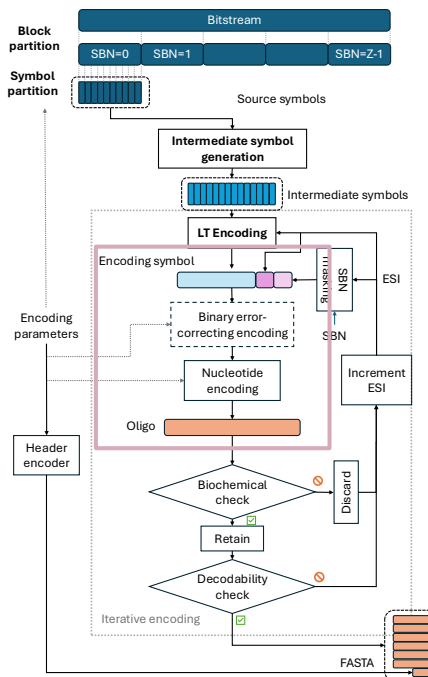 Bitstream
Block
partition
SBN=0
SBN=1
SBN=Z-1
Symbol
partition
Source symbols
Intermediate symbol
generation
Intermediate symbols
LT Encoding
Encoding symbol
SBN
masking
ESI
SBN
Binary error-
correcting encoding
Encoding
parameters
Nucleotide
encoding
Increment
ESI
Oligo
Header
encoder
Biochemical
check
Discard
Retain
Decodability
check
Iterative encoding
FASTA